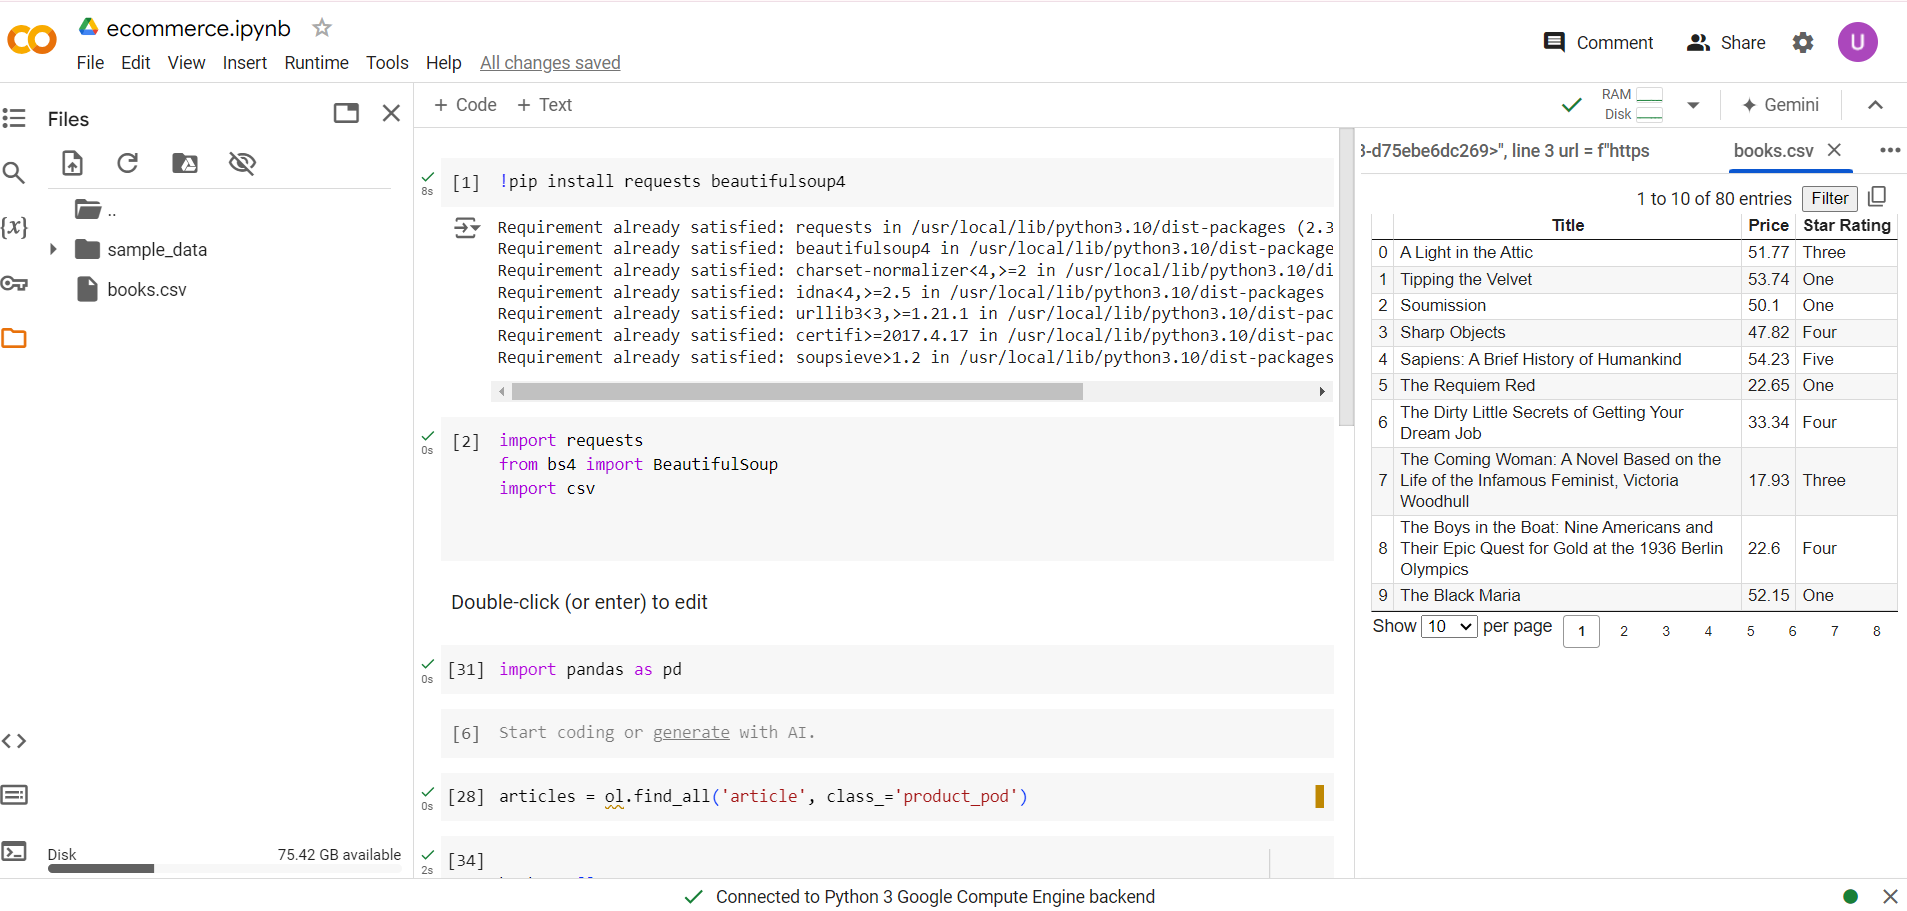 ecommerce.ipynb
File Edit View Insert Runtime Tools Help All changes saved
Comment Share U
Files
..
sample_data
books.csv
Disk 75.42 GB available
+ Code + Text
RAM
Disk
Gemini
[1] !pip install requests beautifulsoup4
8s
Requirement already satisfied: requests in /usr/local/lib/python3.10/dist-packages (2.3
Requirement already satisfied: beautifulsoup4 in /usr/local/lib/python3.10/dist-package
Requirement already satisfied: charset-normalizer<4,>=2 in /usr/local/lib/python3.10/di
Requirement already satisfied: idna<4,>=2.5 in /usr/local/lib/python3.10/dist-packages
Requirement already satisfied: urllib3<3,>=1.21.1 in /usr/local/lib/python3.10/dist-pac
Requirement already satisfied: certifi>=2017.4.17 in /usr/local/lib/python3.10/dist-pac
Requirement already satisfied: soupsieve>1.2 in /usr/local/lib/python3.10/dist-packages
[2] import requests
0s
from bs4 import BeautifulSoup
import csv
Double-click (or enter) to edit
[31] import pandas as pd
0s
[6] Start coding or generate with AI.
[28] articles = ol.find_all('article', class_='product_pod')
0s
[34]
2s
3-d75ebe6dc269>", line 3 url = f"https
books.csv
1 to 10 of 80 entries Filter
Title Price Star Rating
0 A Light in the Attic 51.77 Three
1 Tipping the Velvet 53.74 One
2 Soumission 50.1 One
3 Sharp Objects 47.82 Four
4 Sapiens: A Brief History of Humankind 54.23 Five
5 The Requiem Red 22.65 One
6 The Dirty Little Secrets of Getting Your
Dream Job 33.34 Four
The Coming Woman: A Novel Based on the
7 Life of the Infamous Feminist, Victoria 17.93 Three
Woodhull
The Boys in the Boat: Nine Americans and
8 Their Epic Quest for Gold at the 1936 Berlin 22.6 Four
Olympics
9 The Black Maria 52.15 One
Show 10 per page 1 2 3 4 5 6 7 8
Connected to Python 3 Google Compute Engine backend